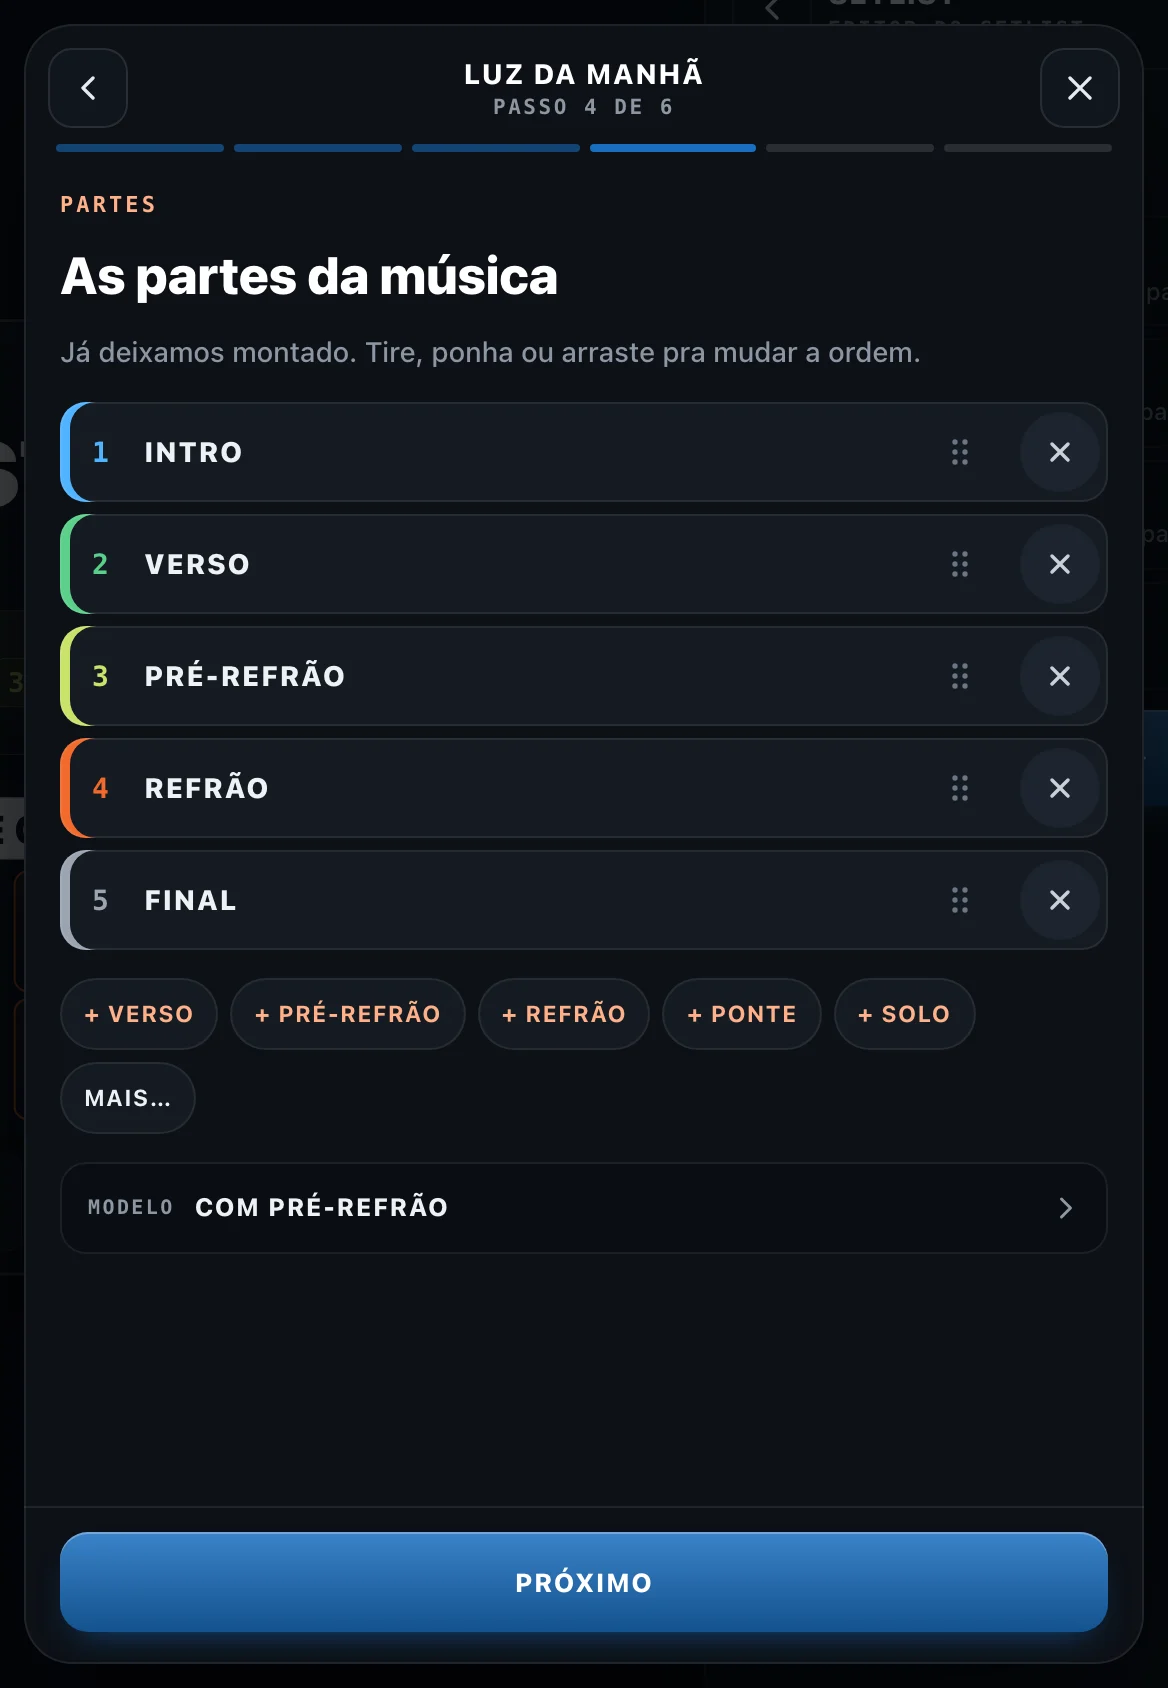 LUZ DA MANHÃ
PASSO 4 DE 6
PARTES
As partes da música
Já deixamos montado. Tire, ponha ou arraste pra mudar a ordem.
1 INTRO
2 VERSO
3 PRÉ-REFRÃO
4 REFRÃO
5 FINAL
+ VERSO + PRÉ-REFRÃO + REFRÃO + PONTE + SOLO
MAIS...
MODELO COM PRÉ-REFRÃO
PRÓXIMO